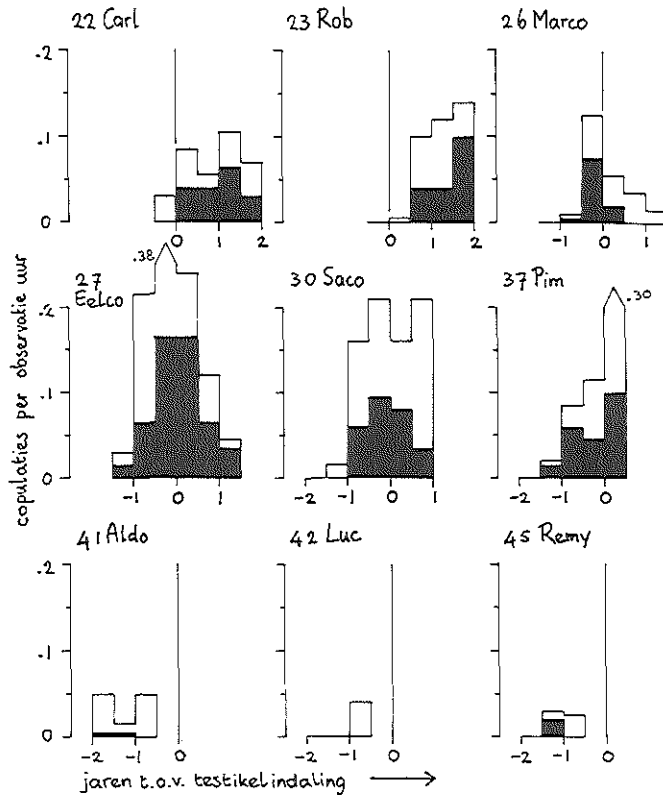 22 Carl 23 Rob 26 Marco
.2
.1
0
0 1 2 0 1 2 -1 0 1
.38 .30
27 Eelco 30 Saco 37 Pim
.2
.1
0
-1 0 1 -2 -1 0 1 -2 -1 0
copulaties per observatie uur
41 Aldo 42 Luc 45 Remy
.2
.1
0
-2 -1 0 -2 -1 0 -2 -1 0
jaren t.o.v. testikelindaling